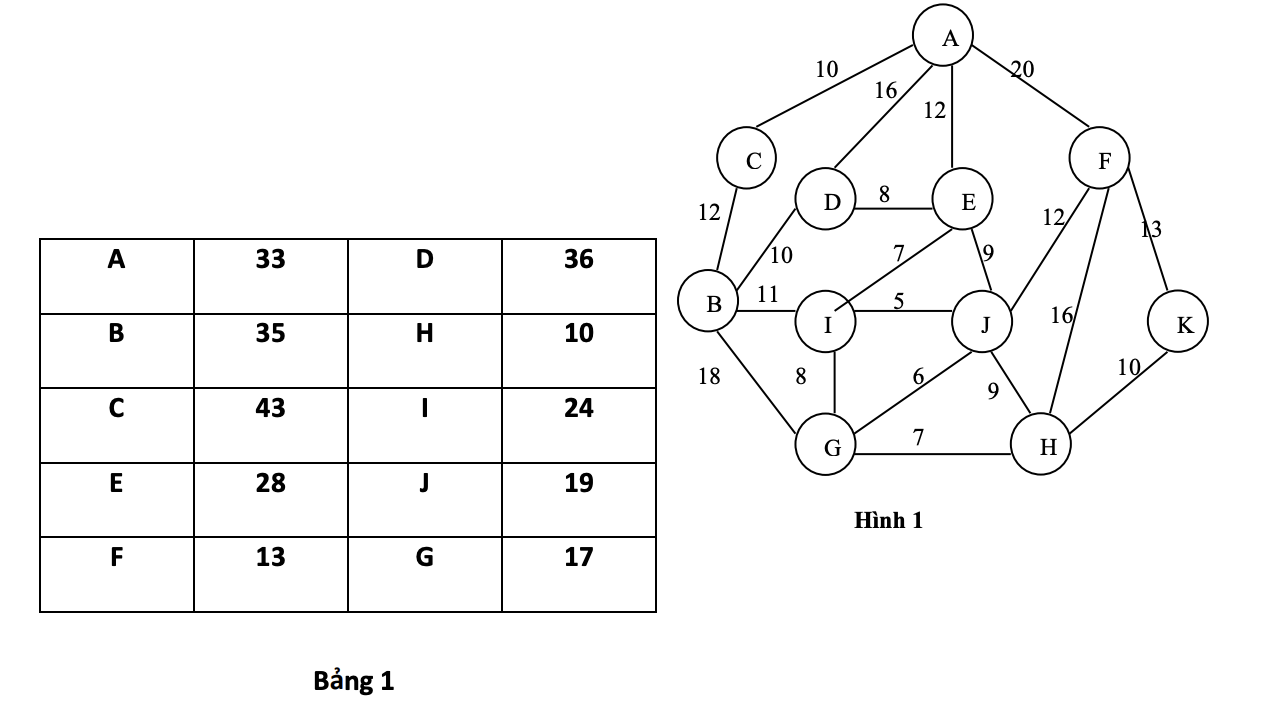 A 33 D 36
B 35 H 10
C 43 I 24
E 28 J 19
F 13 G 17
Bảng 1
A
10
16
12
20
C
D
8
E
F
12
10
7
9
12
13
B
11
I
5
J
16
K
18
8
6
9
10
G
7
H
Hình 1